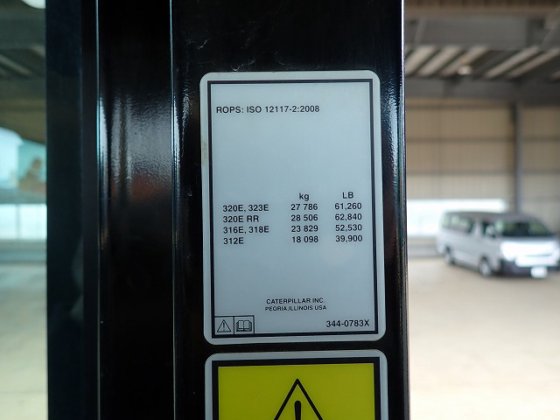 ROPS: ISO 12117-2:2008
kg LB
320E, 323E 27 786 61,260
320E RR 28 506 62,840
316E, 318E 23 829 52,530
312E 18 098 39,900
CATERPILLAR INC.
PEORIA,ILLINOIS USA
344-0783X